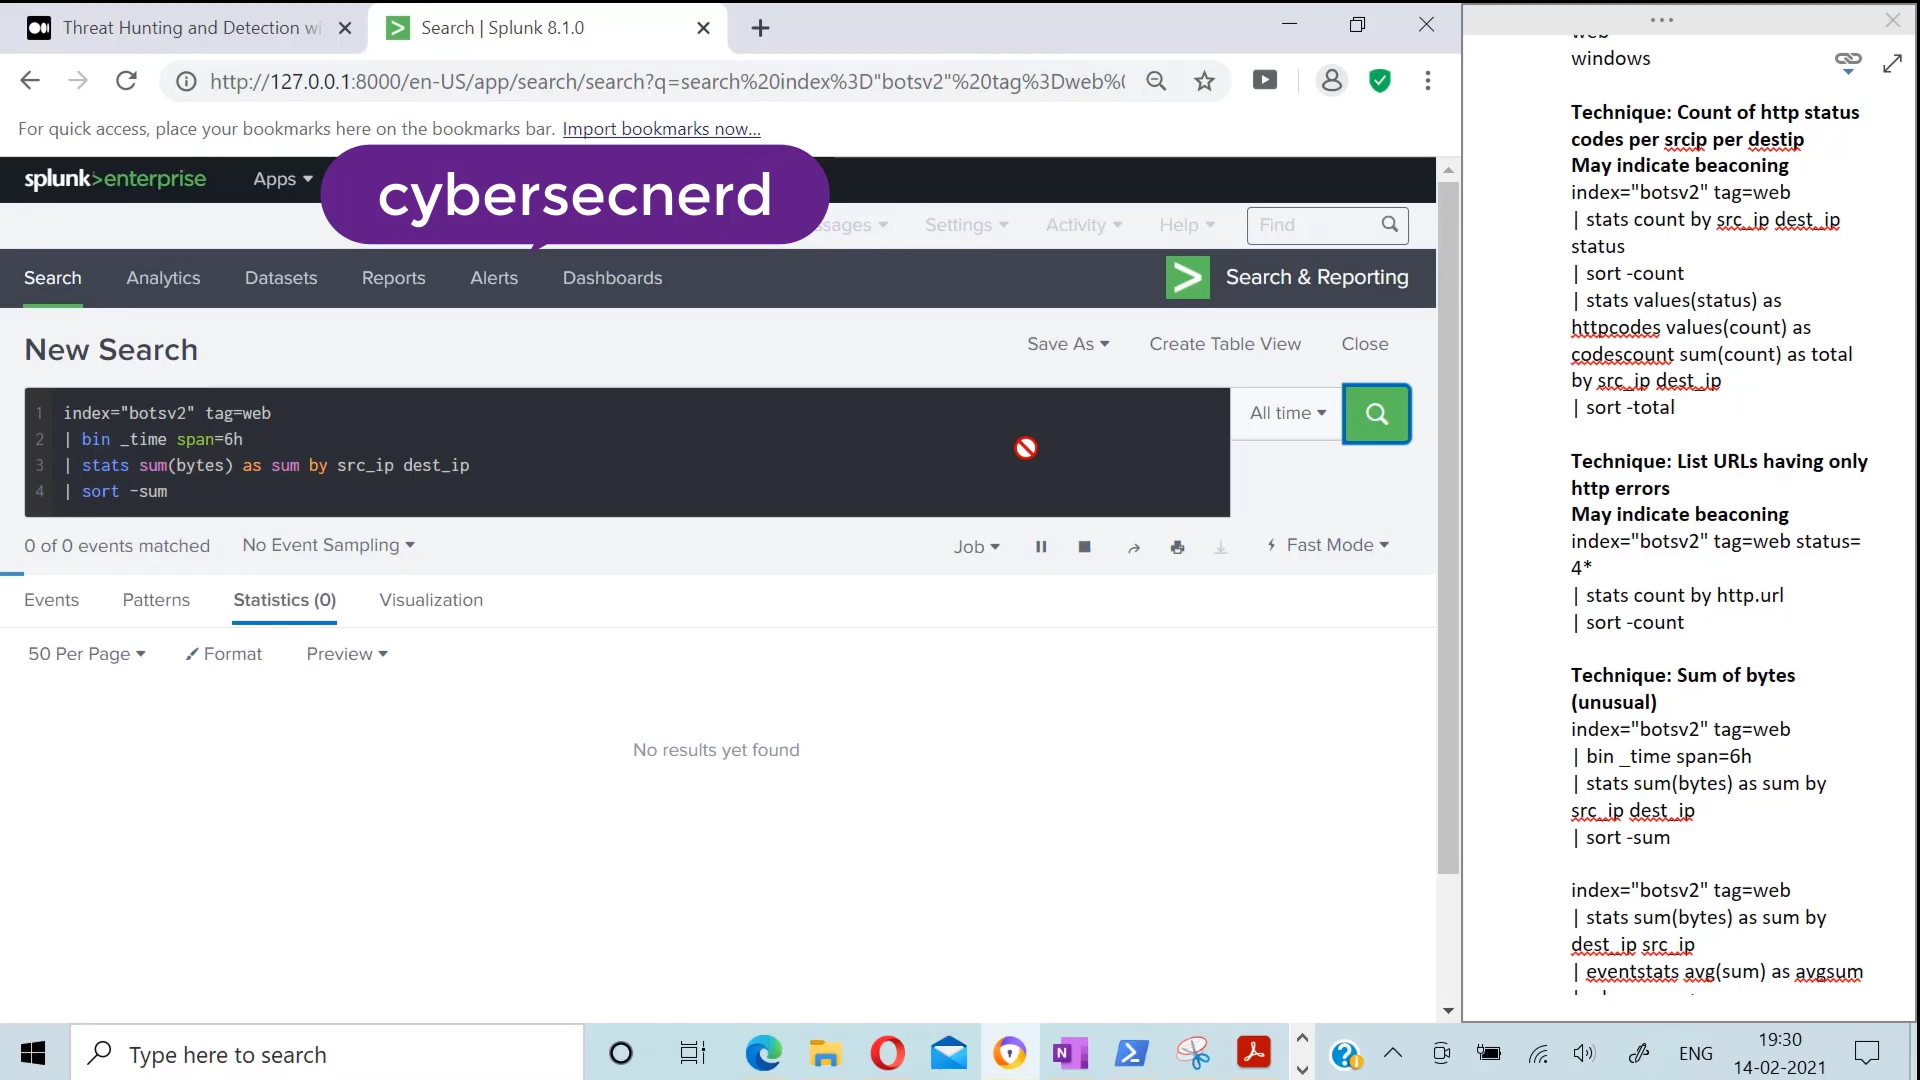 Threat Hunting and Detection wi
Search | Splunk 8.1.0
http://127.0.0.1:8000/en-US/app/search/search?q=search%20index%3D"botsv2"%20tag%3Dweb%0
For quick access, place your bookmarks here on the bookmarks bar. Import bookmarks now...
splunk>enterprise
Apps
cybersecnerd
ssages
Settings
Activity
Help
Find
Search
Analytics
Datasets
Reports
Alerts
Dashboards
Search & Reporting
New Search
Save As
Create Table View
Close
1 index="botsv2" tag=web
2 | bin _time span=6h
3 | stats sum(bytes) as sum by src_ip dest_ip
4 | sort -sum
All time
0 of 0 events matched
No Event Sampling
Job
Fast Mode
Events
Patterns
Statistics (0)
Visualization
50 Per Page
Format
Preview
No results yet found
web
windows
Technique: Count of http status
codes per srcip per destip
May indicate beaconing
index="botsv2" tag=web
| stats count by src_ip dest_ip
status
| sort -count
| stats values(status) as
httpcodes values(count) as
codescount sum(count) as total
by src_ip dest_ip
| sort -total
Technique: List URLs having only
http errors
May indicate beaconing
index="botsv2" tag=web status=
4*
| stats count by http.url
| sort -count
Technique: Sum of bytes
(unusual)
index="botsv2" tag=web
| bin _time span=6h
| stats sum(bytes) as sum by
src_ip dest_ip
| sort -sum
index="botsv2" tag=web
| stats sum(bytes) as sum by
dest_ip src_ip
| eventstats avg(sum) as avgsum
Type here to search
ENG
19:30
14-02-2021